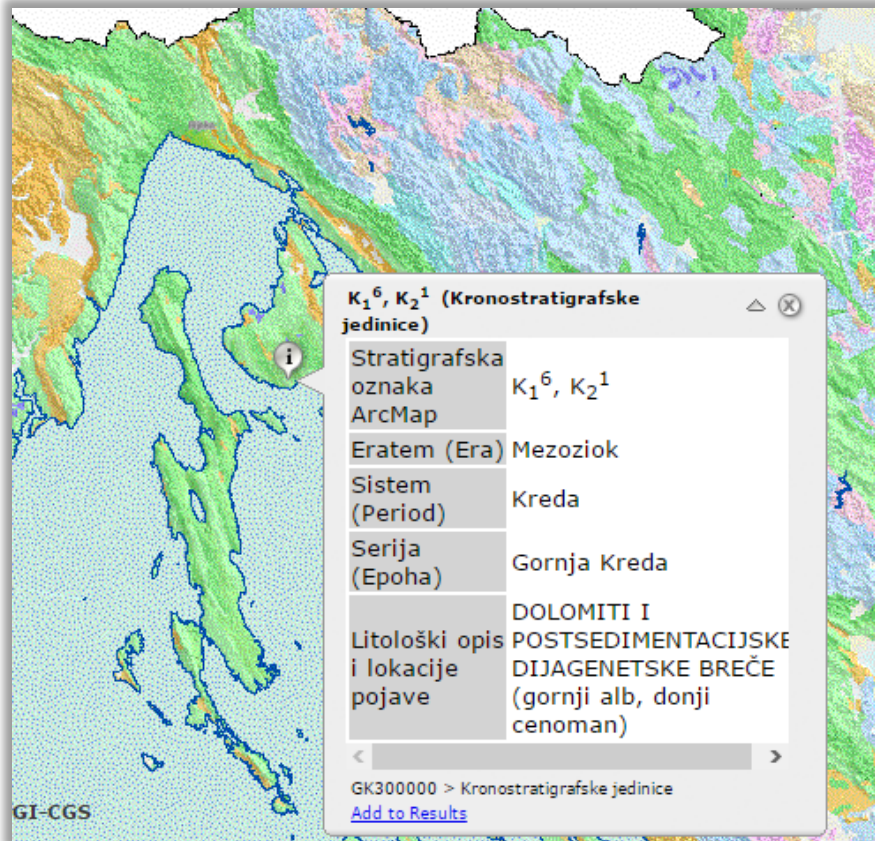 K₁⁶, K₂¹ (Kronostratigrafske
jedinice)
Stratigrafska
oznaka
ArcMap
K₁⁶, K₂¹
Eratem (Era) Mezoziok
Sistem
(Period)
Kreda
Serija
(Epoha)
Gornja Kreda
Litološki opis
i lokacije
pojave
DOLOMITI I
POSTSEDIMENTACIJSKE
DIJAGENETSKE BREČE
(gornji alb, donji
cenoman)
GK300000 > Kronostratigrafske jedinice
Add to Results
GI-CGS